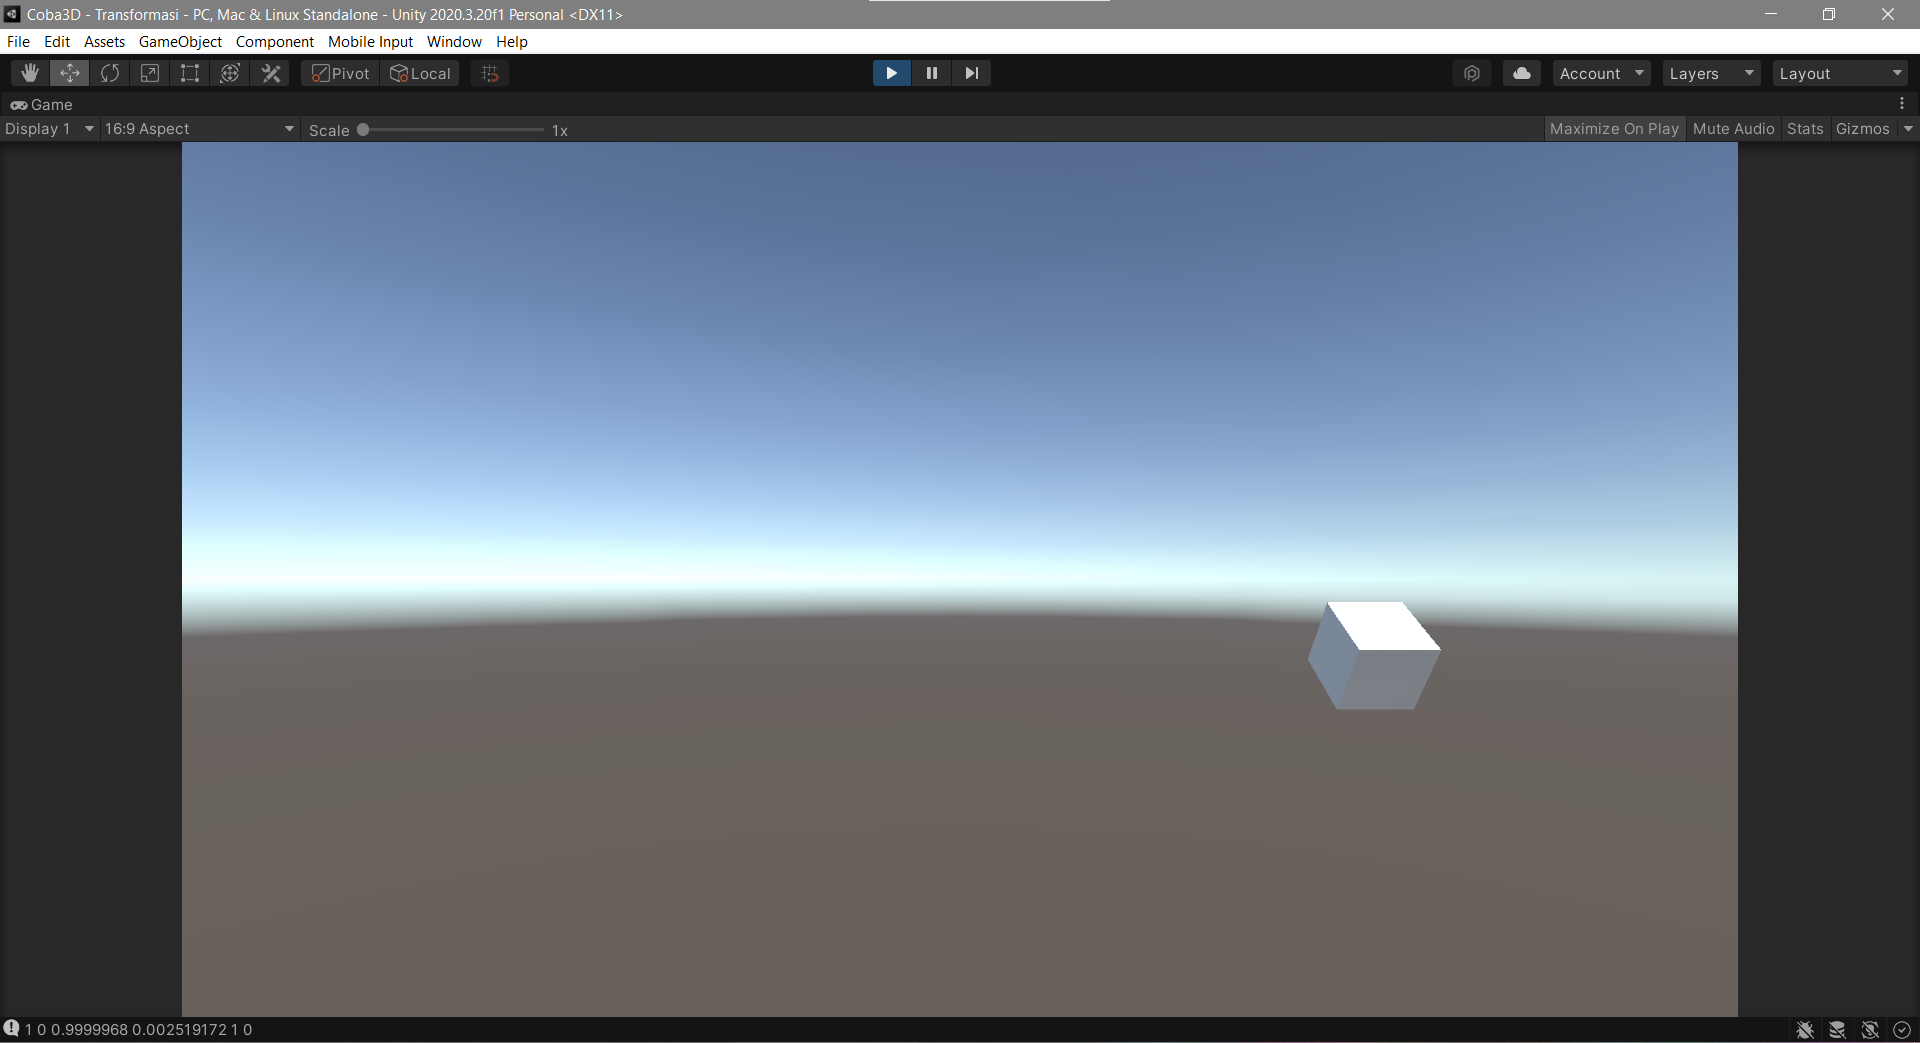 Coba3D - Transformasi - PC, Mac & Linux Standalone - Unity 2020.3.20f1 Personal <DX11>
File Edit Assets GameObject Component Mobile Input Window Help
Pivot Local Account Layers Layout
Game
Display 1 16:9 Aspect Scale 1x Maximize On Play Mute Audio Stats Gizmos
1 0 0.9999968 0.002519172 1 0